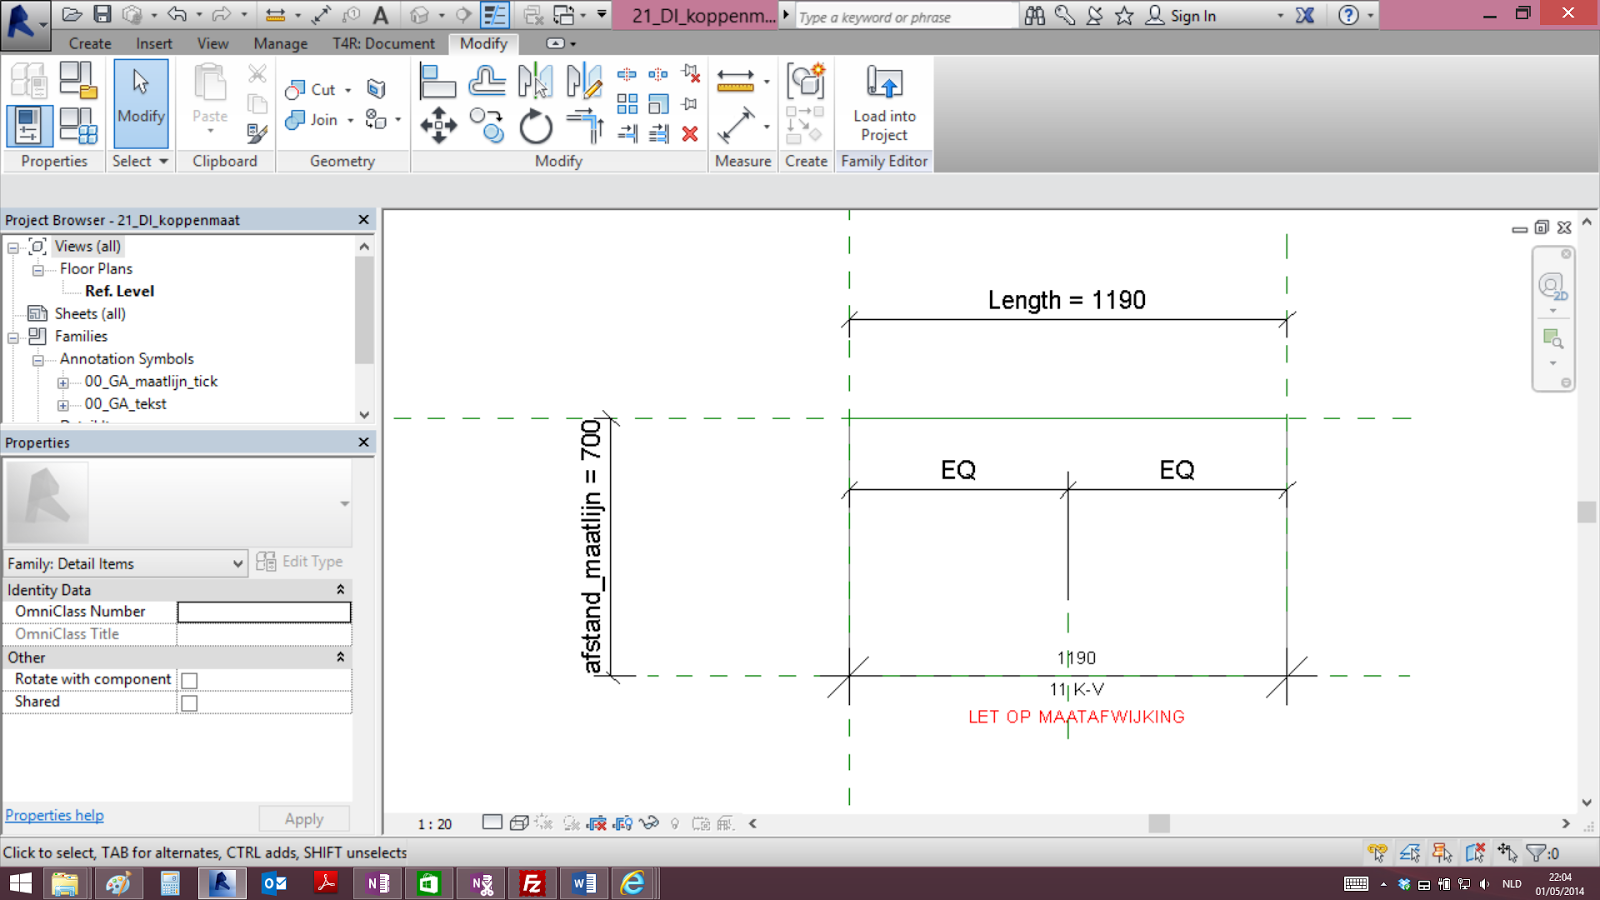 21_DI_koppenm...
Type a keyword or phrase
Sign In
Create
Insert
View
Manage
T4R: Document
Modify
Modify
Paste
Cut
Join
Load into
Project
Properties
Select
Clipboard
Geometry
Modify
Measure
Create
Family Editor
Project Browser - 21_DI_koppenmaat
Views (all)
Floor Plans
Ref. Level
Sheets (all)
Families
Annotation Symbols
00_GA_maatlijn_tick
00_GA_tekst
Properties
Family: Detail Items
Edit Type
Identity Data
OmniClass Number
OmniClass Title
Other
Rotate with component
Shared
Properties help
Apply
Length = 1190
afstand_maatlijn = 700
EQ
EQ
1190
11 K-V
LET OP MAATAFWIJKING
2D
1 : 20
Click to select, TAB for alternates, CTRL adds, SHIFT unselects
:0
NLD
22:04
01/05/2014